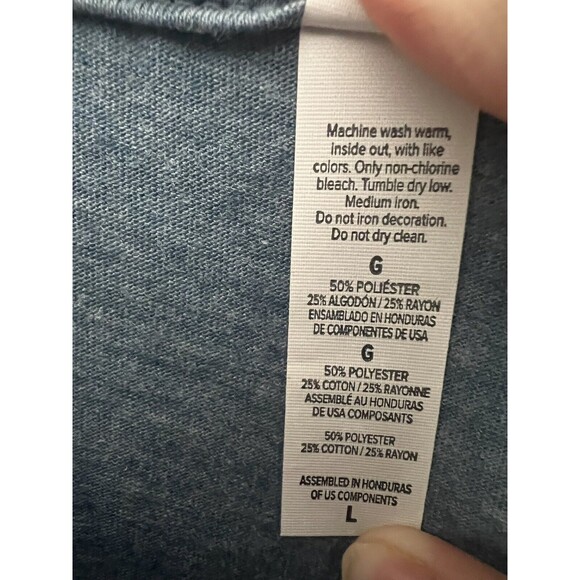 Machine wash warm,
inside out, with like
colors. Only non-chlorine
bleach. Tumble dry low.
Medium iron.
Do not iron decoration.
Do not dry clean.
G
50% POLIÉSTER
25% ALGODÓN / 25% RAYON
ENSAMBLADO EN HONDURAS
DE COMPONENTES DE USA
G
50% POLYESTER
25% COTON / 25% RAYONNE
ASSEMBLÉ AU HONDURAS
DE USA COMPOSANTS
50% POLYESTER
25% COTTON / 25% RAYON
ASSEMBLED IN HONDURAS
OF US COMPONENTS
L